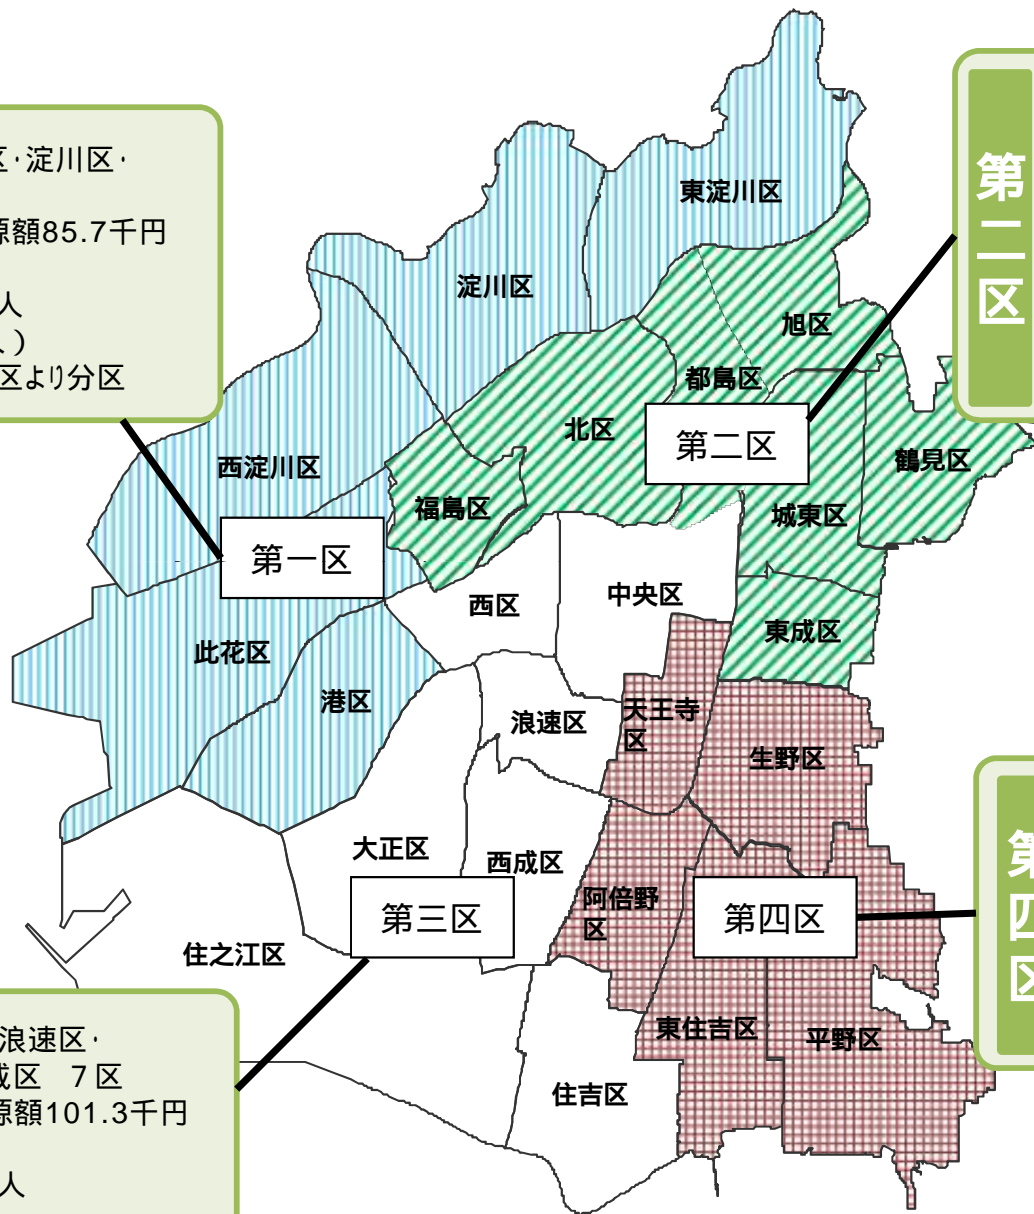 区・淀川区・
源額85.7千円
人
人）
区より分区
第二区
東淀川区
淀川区
旭区
都島区
北区
第二区
鶴見区
西淀川区
福島区
城東区
第一区
西区
中央区
東成区
此花区
港区
浪速区
天王寺
区
生野区
大正区
西成区
阿倍野
区
第三区
第四区
第四区
住之江区
浪速区・
成区　７区
源額101.3千円
人
東住吉区
平野区
住吉区